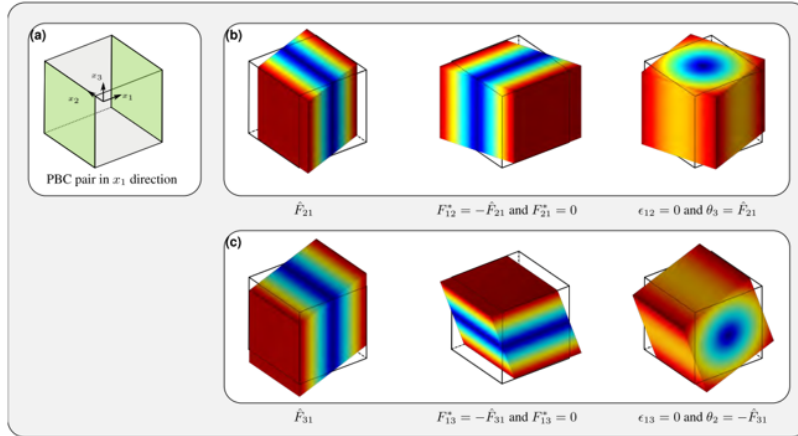 (a)
x₃
x₂
x₁
PBC pair in x₁ direction
(b)
F̂₂₁
F*₁₂ = −F̂₂₁ and F*₂₁ = 0
ϵ₁₂ = 0 and θ₃ = F̂₂₁
(c)
F̂₃₁
F*₁₃ = −F̂₃₁ and F*₁₃ = 0
ϵ₁₃ = 0 and θ₂ = −F̂₃₁